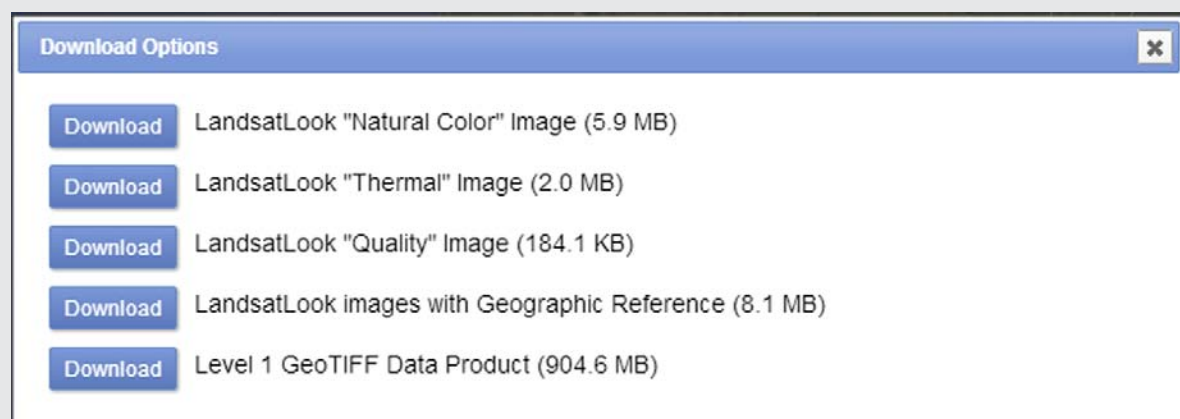 Download Options
Download LandsatLook "Natural Color" Image (5.9 MB)
Download LandsatLook "Thermal" Image (2.0 MB)
Download LandsatLook "Quality" Image (184.1 KB)
Download LandsatLook images with Geographic Reference (8.1 MB)
Download Level 1 GeoTIFF Data Product (904.6 MB)